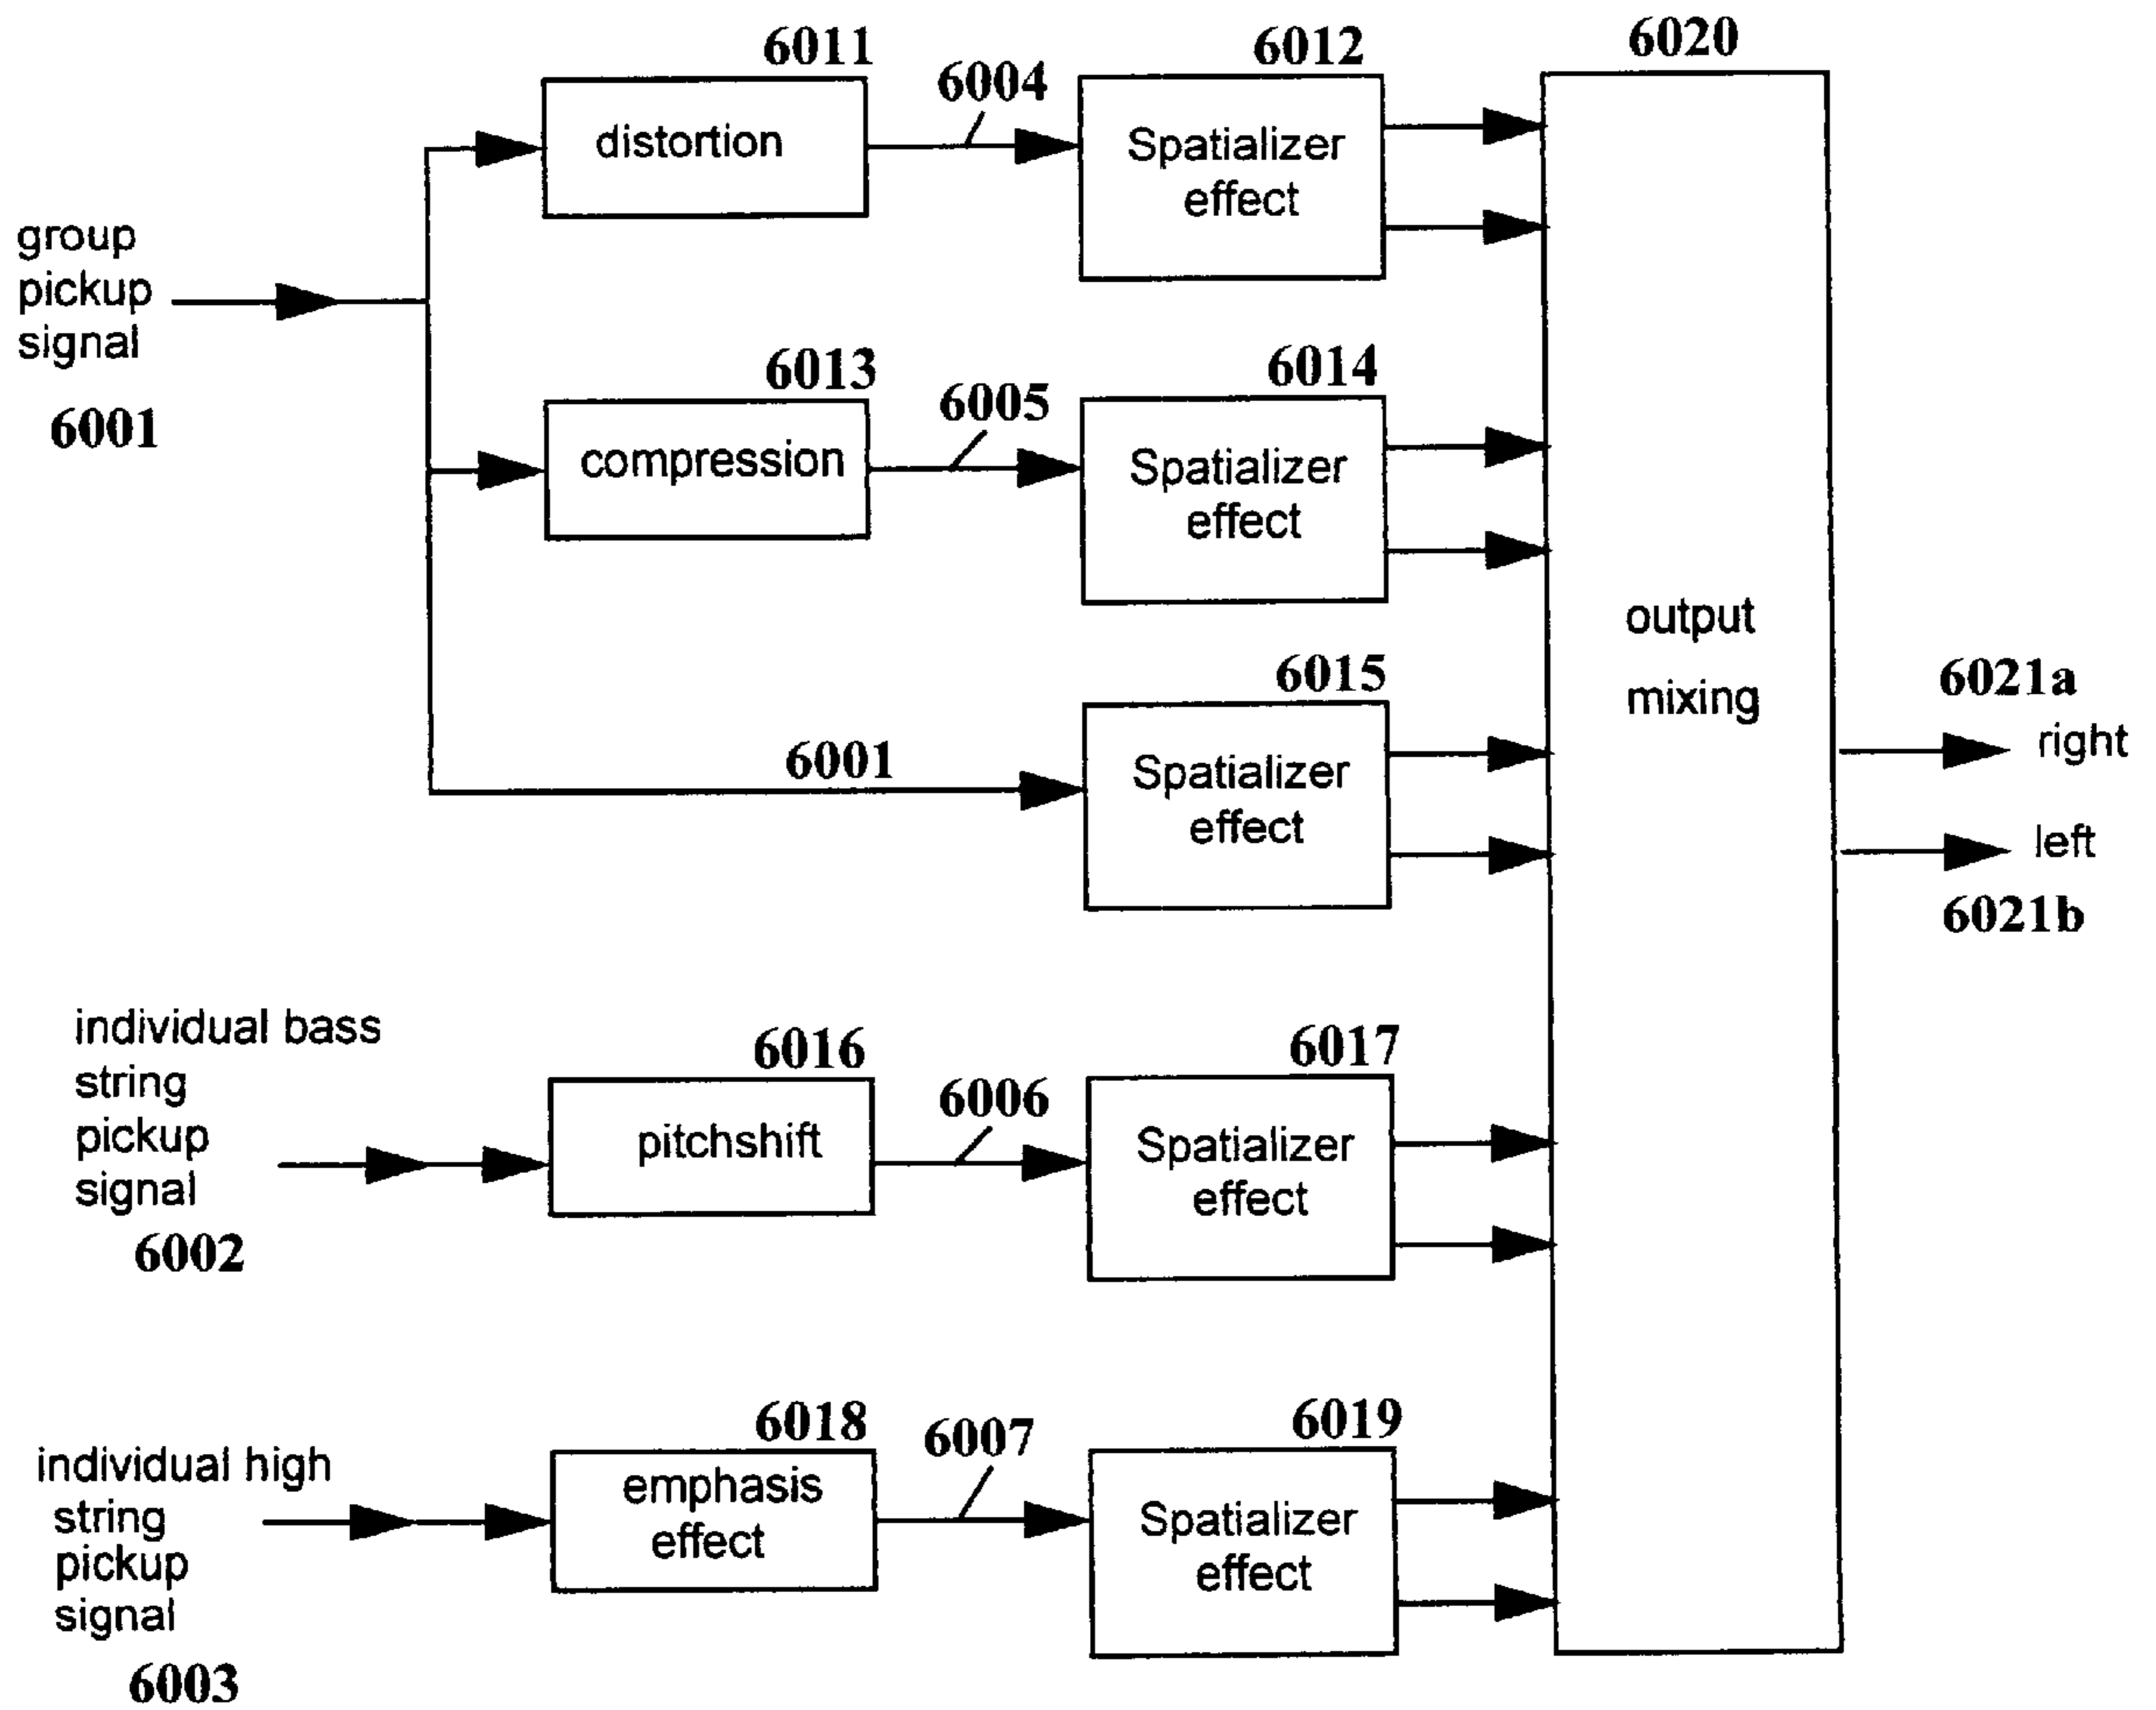 6011
6004
6012
6020
distortion
Spatializer
effect
group
pickup
signal
6001
6013
6005
6014
compression
Spatializer
effect
output
mixing
6015
6001
Spatializer
effect
6021a
right
left
6021b
individual bass
string
pickup
signal
6002
6016
6006
6017
pitchshift
Spatializer
effect
individual high
string
pickup
signal
6003
6018
6007
6019
emphasis
effect
Spatializer
effect